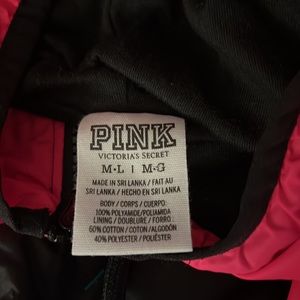 PINK
VICTORIA'S SECRET
M•L | M•G
MADE IN SRI LANKA / FAIT AU
SRI LANKA / HECHO EN SRI LANKA
BODY / CORPS / CUERPO:
100% POLYAMIDE/POLIAMIDA
LINING / DOUBLURE / FORRO:
60% COTTON / COTON /ALGODÓN
40% POLYESTER / POLIÉSTER